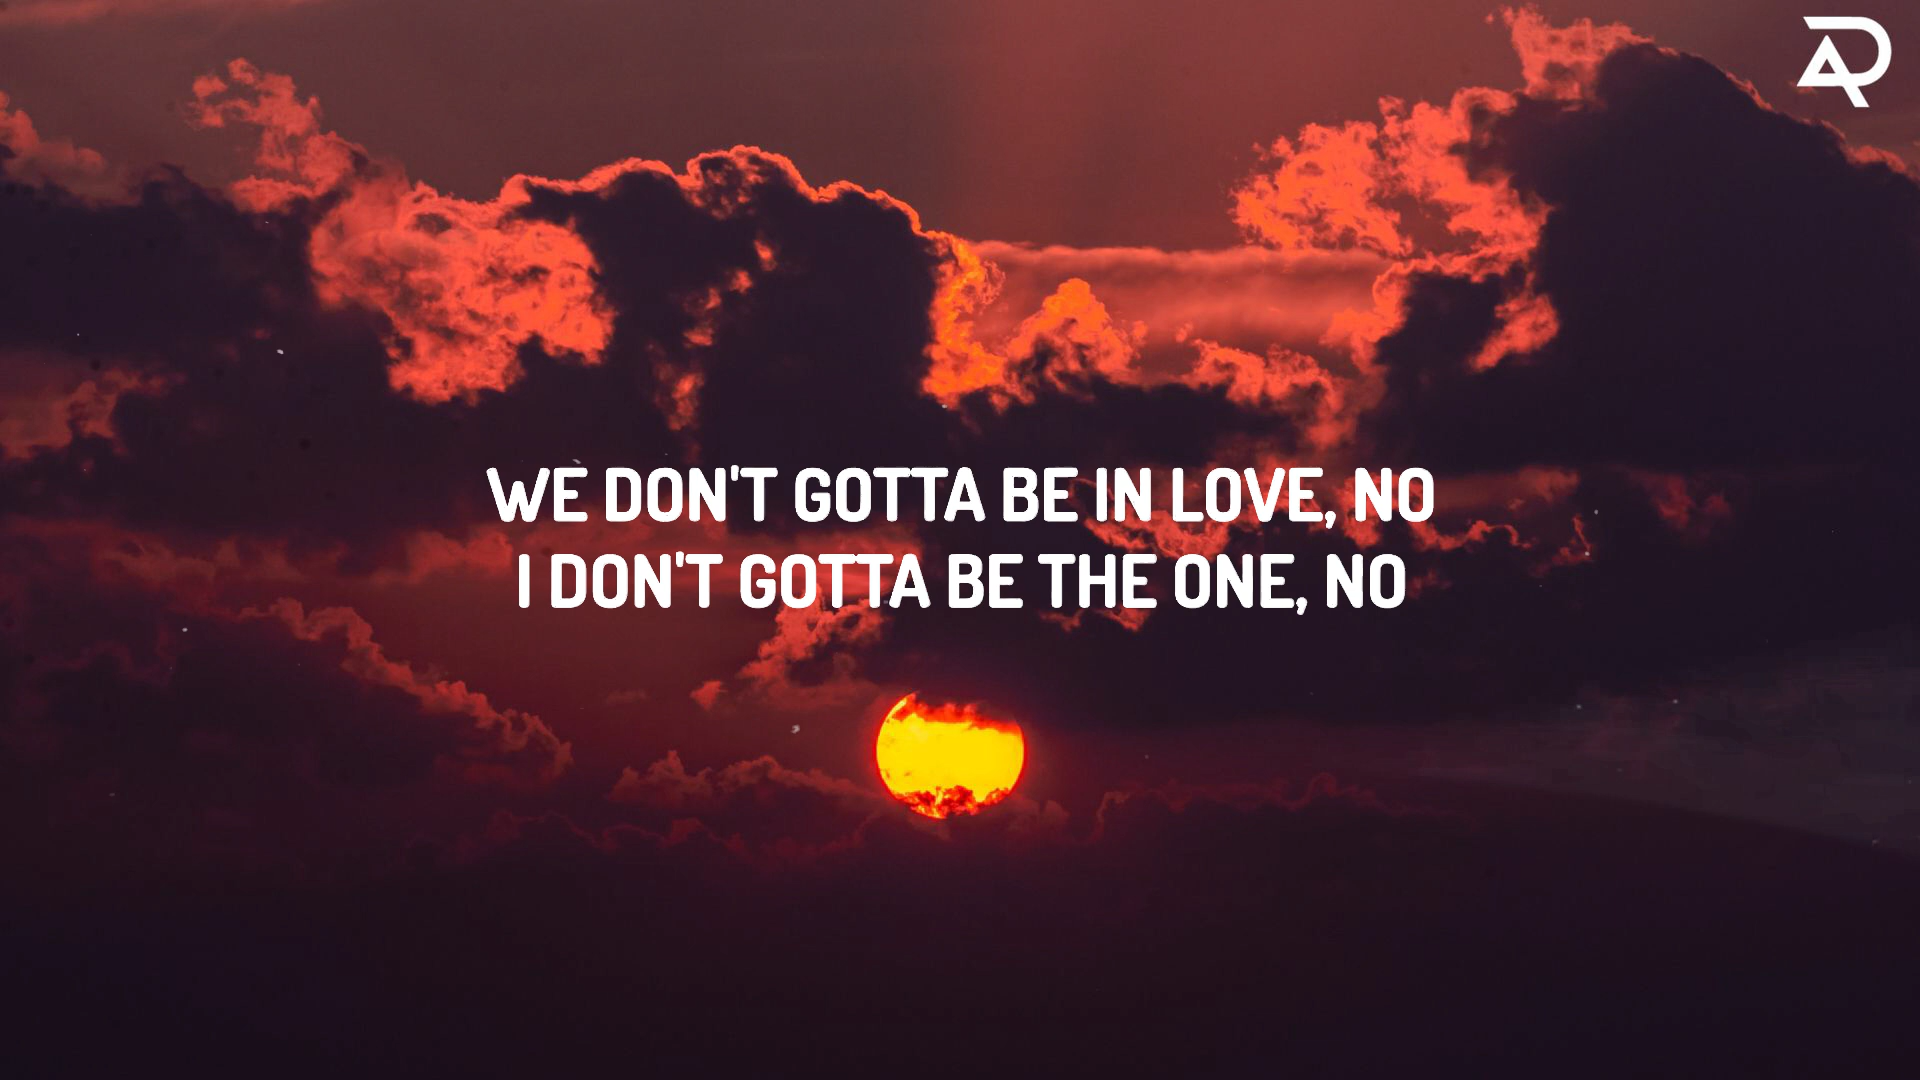 WE DON'T GOTTA BE IN LOVE, NO
I DON'T GOTTA BE THE ONE, NO